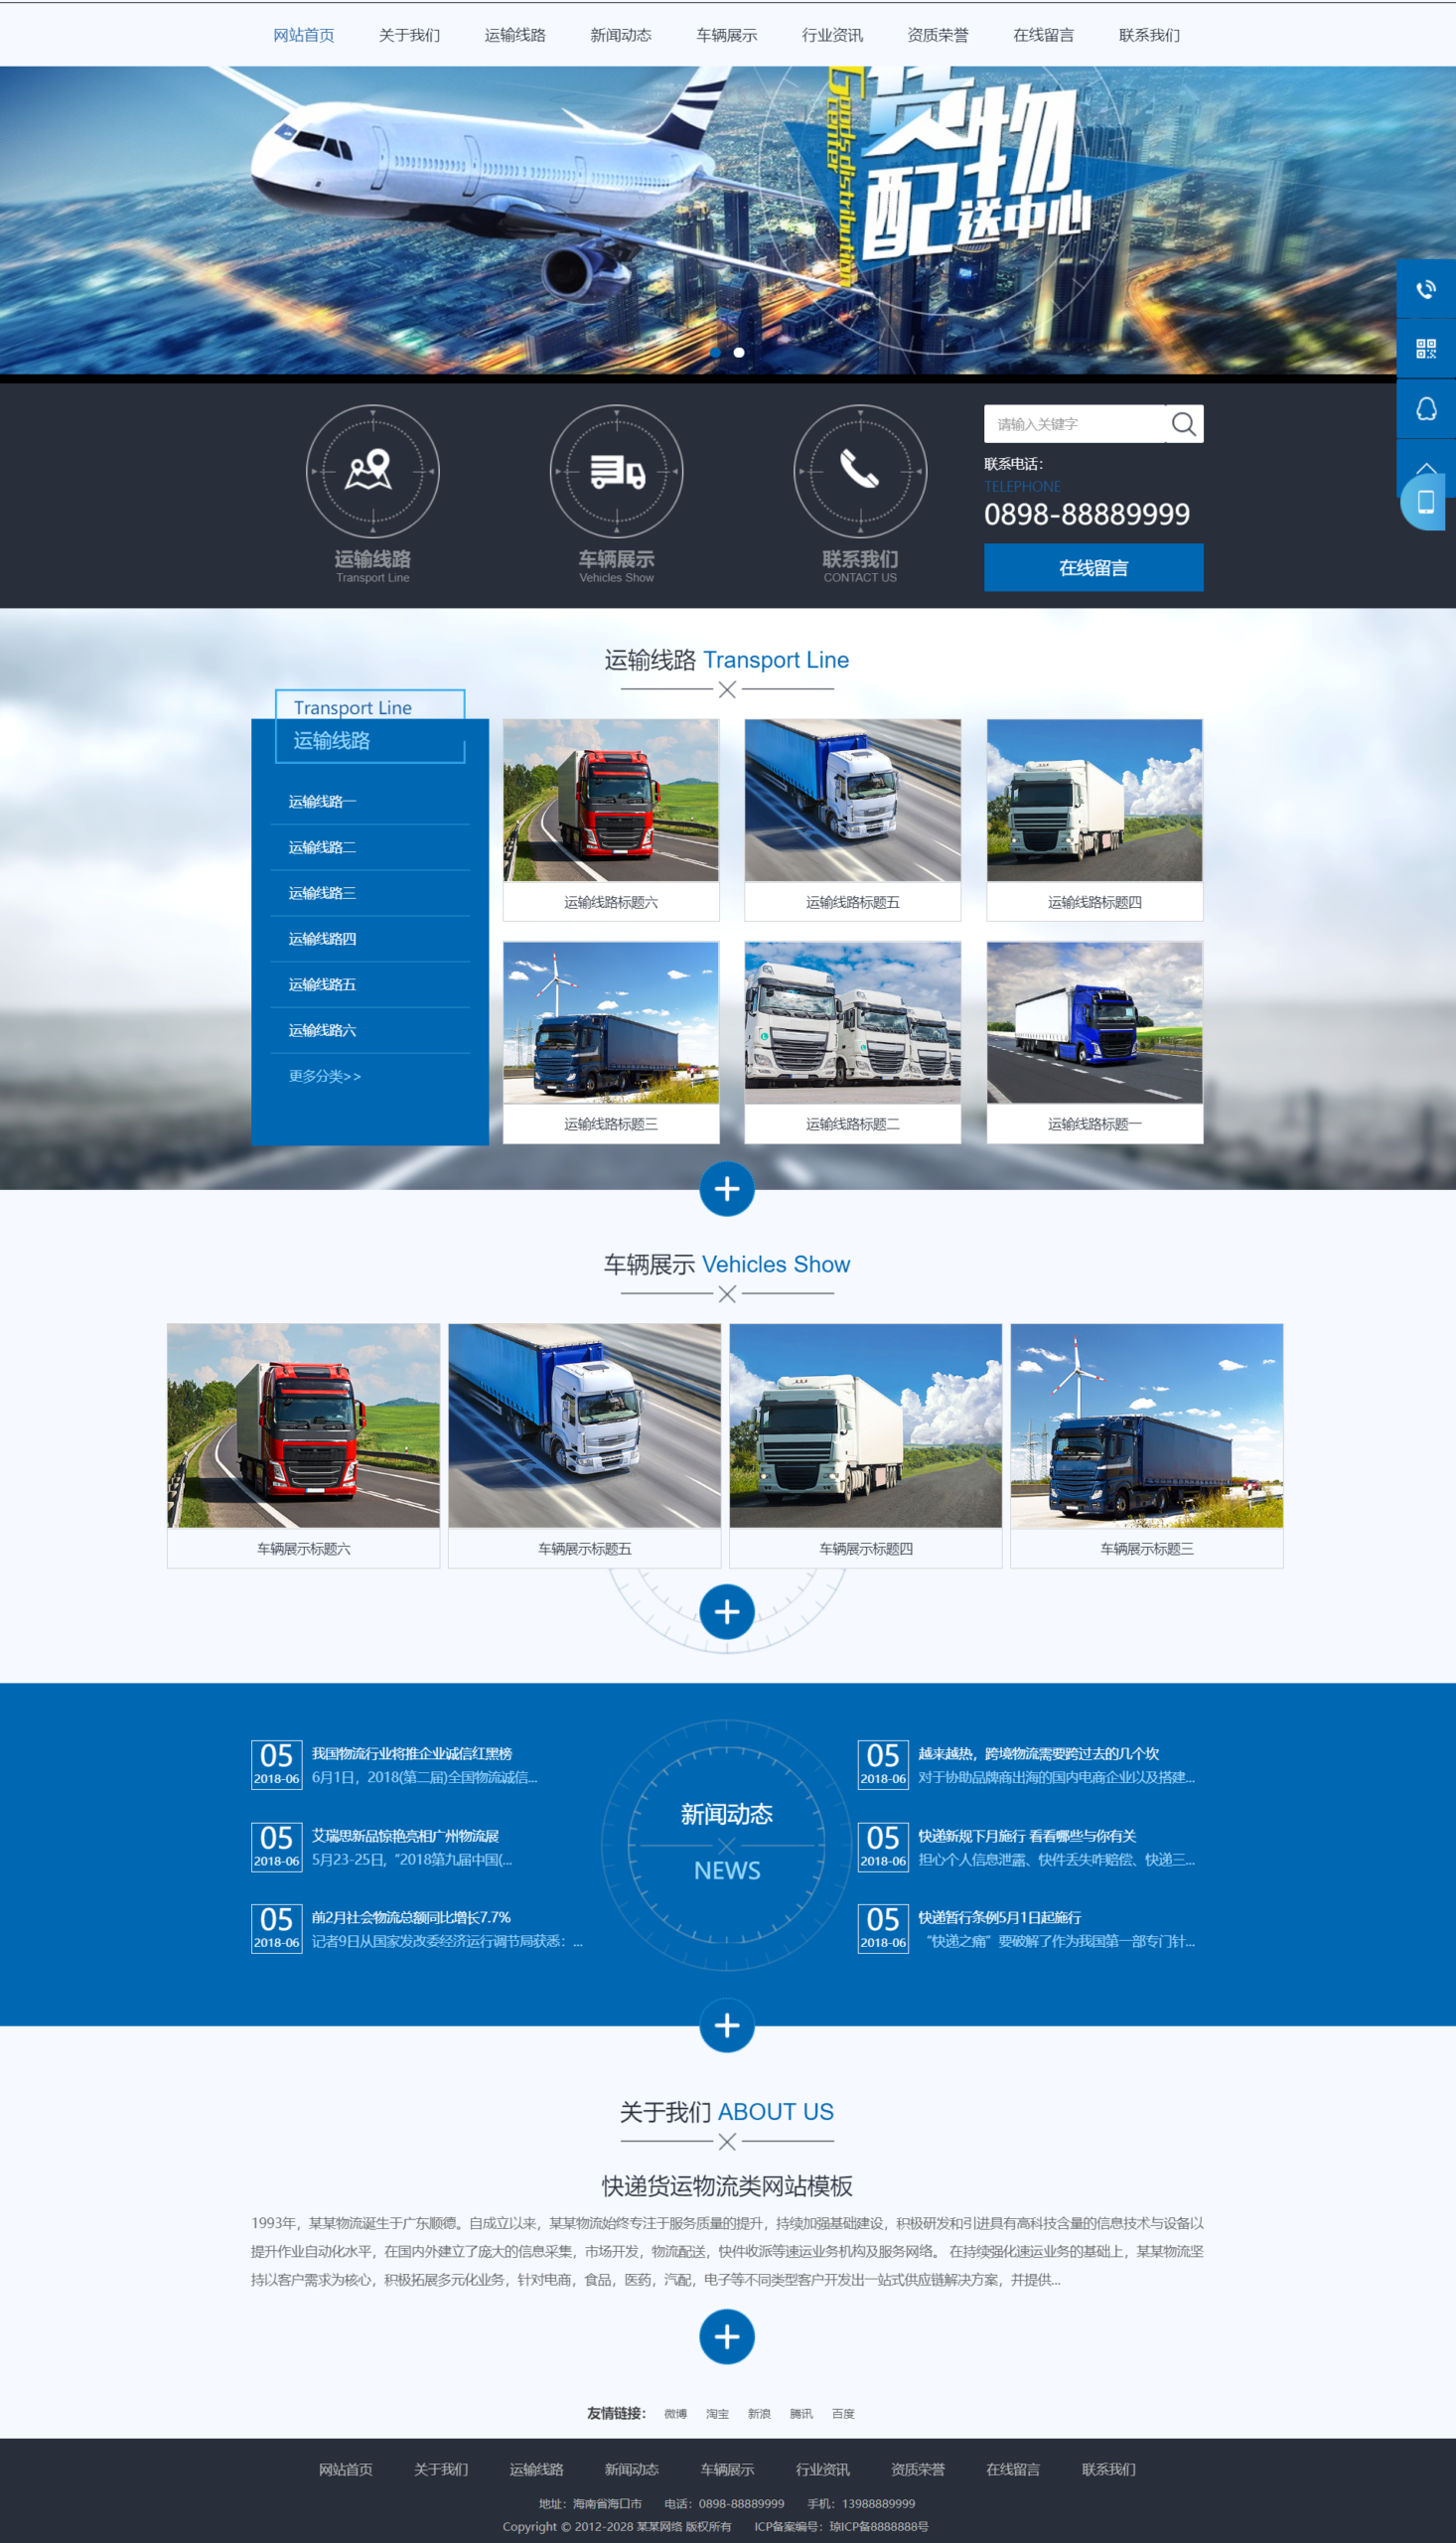 网站首页 关于我们 运输线路 新闻动态 车辆展示 行业资讯 资质荣誉 在线留言 联系我们
货物
配送中心
Goods distribution
Center
请输入关键字
联系电话：
TELEPHONE
0898-88889999
在线留言
运输线路
Transport Line
车辆展示
Vehicles Show
联系我们
CONTACT US
运输线路 Transport Line
Transport Line
运输线路
运输线路一
运输线路二
运输线路三
运输线路四
运输线路五
运输线路六
更多分类>>
运输线路标题六 运输线路标题五 运输线路标题四
运输线路标题三 运输线路标题二 运输线路标题一
车辆展示 Vehicles Show
车辆展示标题六 车辆展示标题五 车辆展示标题四 车辆展示标题三
05
2018-06
我国物流行业将推企业诚信红黑榜
6月1日，2018(第二届)全国物流诚信...
05
2018-06
艾瑞思新品惊艳亮相广州物流展
5月23-25日，“2018第九届中国(...
05
2018-06
前2月社会物流总额同比增长7.7%
记者9日从国家发改委经济运行调节局获悉：...
新闻动态
NEWS
05
2018-06
越来越热，跨境物流需要跨过去的几个坎
对于协助品牌商出海的国内电商企业以及搭建...
05
2018-06
快递新规下月施行 看看哪些与你有关
担心个人信息泄露、快件丢失咋赔偿、快递三...
05
2018-06
快递暂行条例5月1日起施行
“快递之痛”要破解了作为我国第一部专门针...
关于我们 ABOUT US
快递货运物流类网站模板
1993年，某某物流诞生于广东顺德。自成立以来，某某物流始终专注于服务质量的提升，持续加强基础建设，积极研发和引进具有高科技含量的信息技术与设备以
提升作业自动化水平，在国内外建立了庞大的信息采集，市场开发，物流配送，快件收派等速运业务机构及服务网络。 在持续强化速运业务的基础上，某某物流坚
持以客户需求为核心，积极拓展多元化业务，针对电商，食品，医药，汽配，电子等不同类型客户开发出一站式供应链解决方案，并提供...
友情链接： 微博 淘宝 新浪 腾讯 百度
网站首页 关于我们 运输线路 新闻动态 车辆展示 行业资讯 资质荣誉 在线留言 联系我们
地址：海南省海口市 电话：0898-88889999 手机：13988889999
Copyright © 2012-2028 某某网络 版权所有 ICP备案编号：琼ICP备8888888号